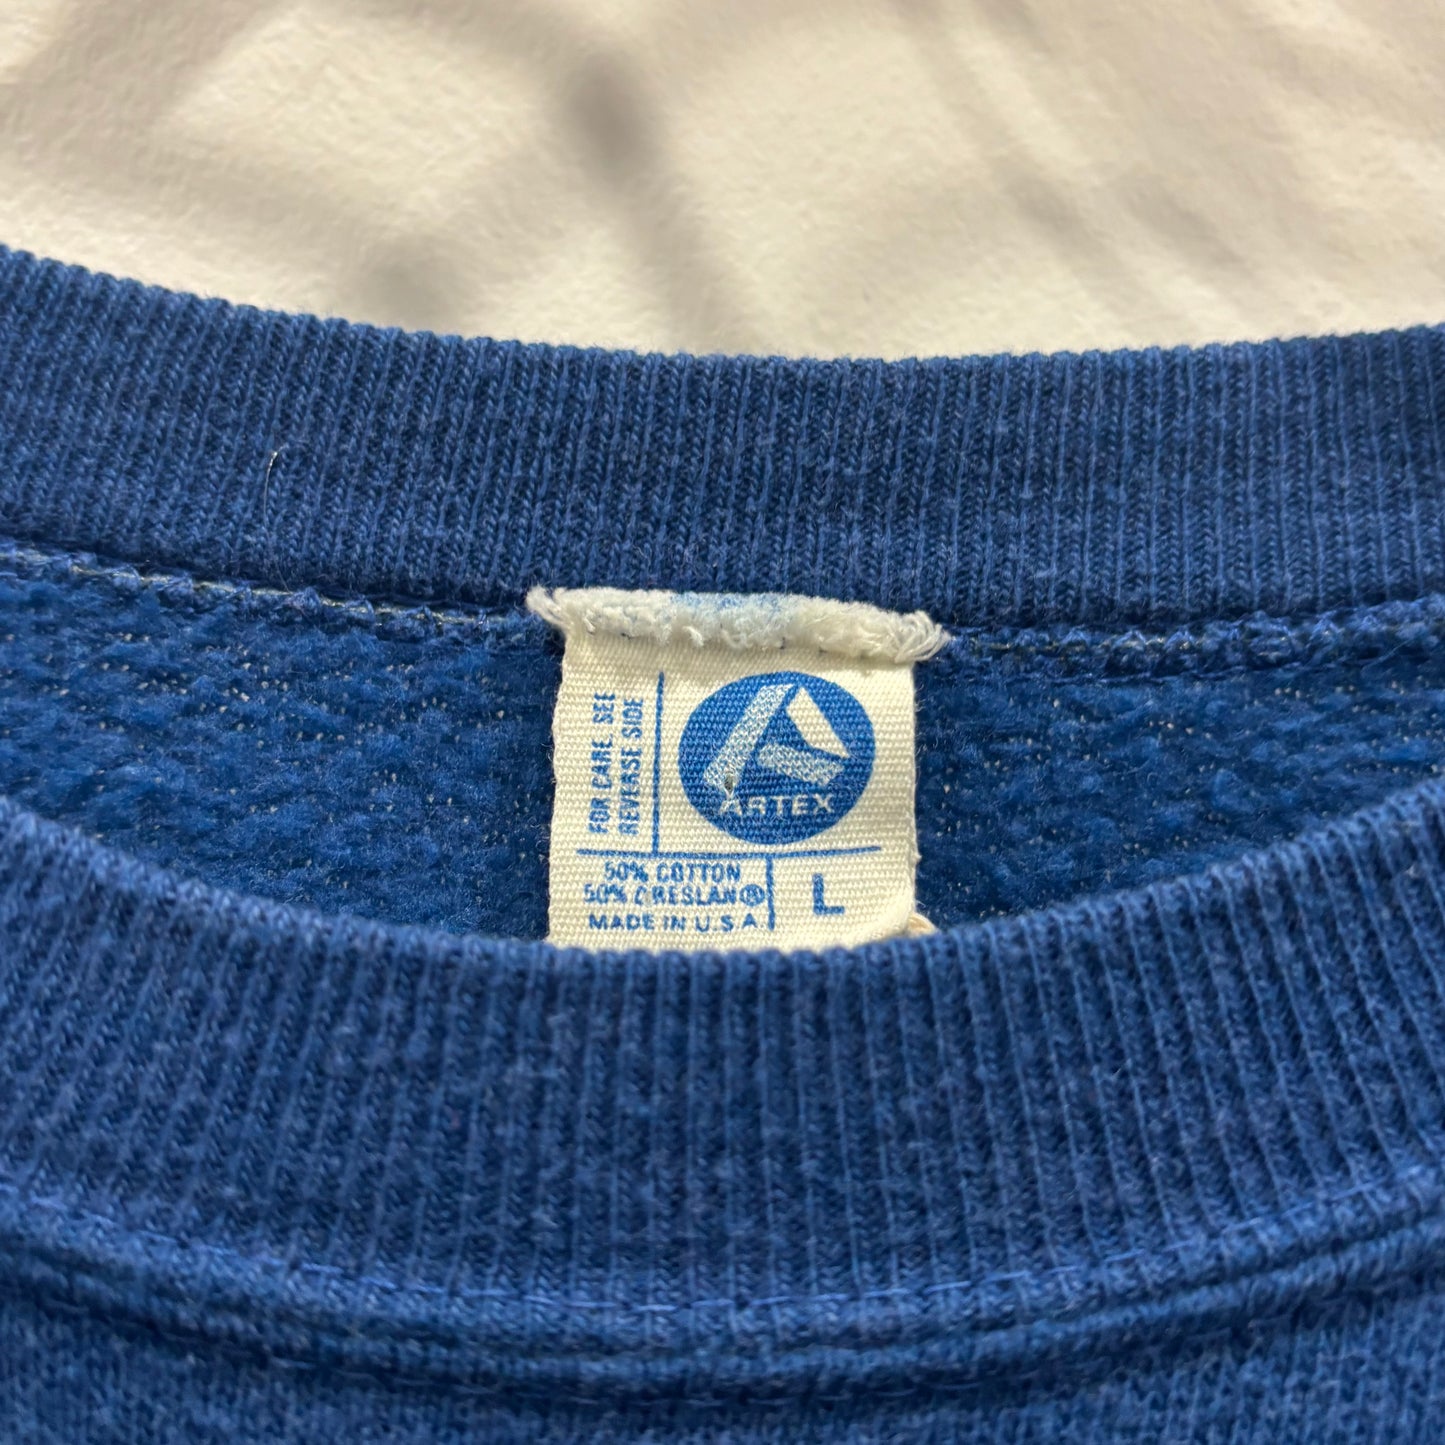 FOR CARE, SEE
REVERSE SIDE
ARTEX
50% COTTON
50% CRESLAN®
MADE IN U.S.A.
L